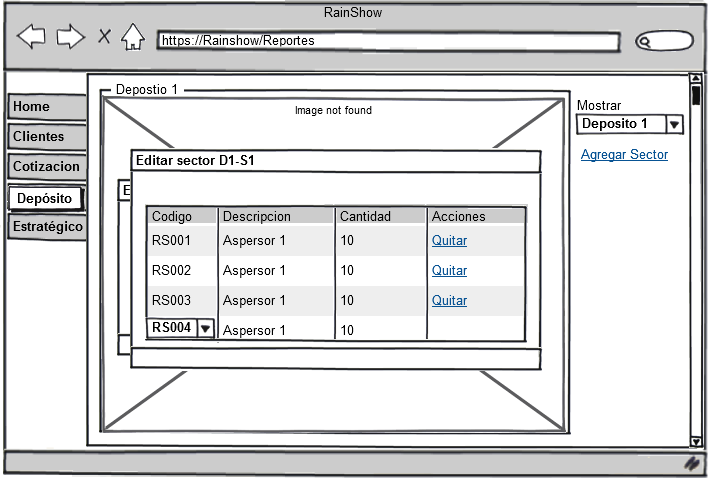 RainShow
https://Rainshow/Reportes
Home
Clientes
Cotizacion
Depósito
Estratégico
Depostio 1
Image not found
Mostrar
Deposito 1
Agregar Sector
E
Editar sector D1-S1
Codigo Descripcion Cantidad Acciones
RS001 Aspersor 1 10 Quitar
RS002 Aspersor 1 10 Quitar
RS003 Aspersor 1 10 Quitar
RS004 Aspersor 1 10